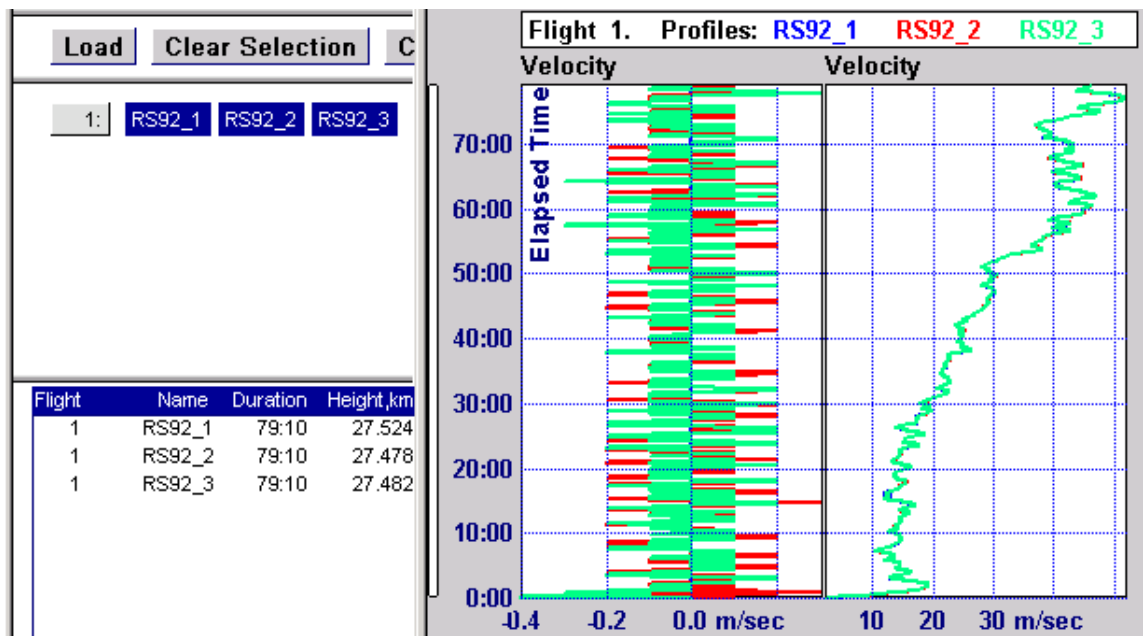 Load Clear Selection C
1: RS92_1 RS92_2 RS92_3
Flight Name Duration Height,km
1 RS92_1 79:10 27.524
1 RS92_2 79:10 27.478
1 RS92_3 79:10 27.482
Flight 1. Profiles: RS92_1 RS92_2 RS92_3
Velocity Velocity
Elapsed Time
70:00
60:00
50:00
40:00
30:00
20:00
10:00
0:00
-0.4 -0.2 0.0 m/sec 10 20 30 m/sec